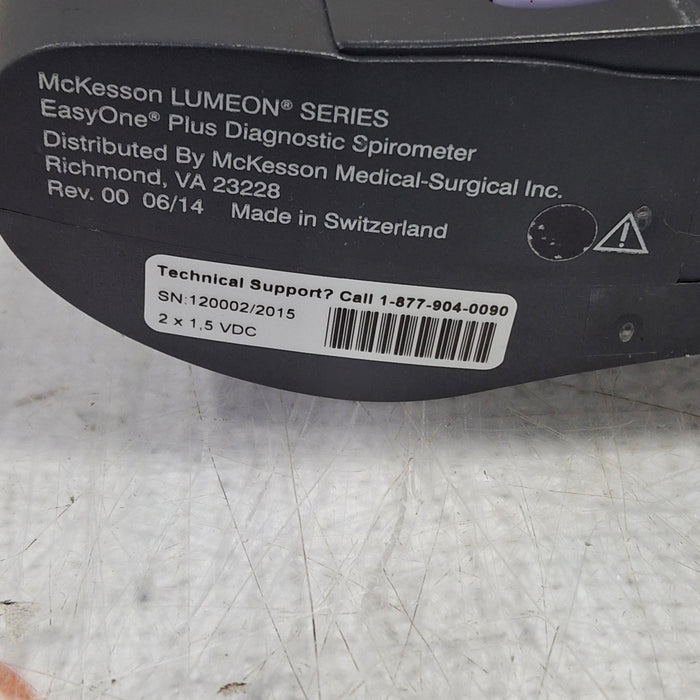 McKesson LUMEON® SERIES
EasyOne® Plus Diagnostic Spirometer
Distributed By McKesson Medical-Surgical Inc.
Richmond, VA 23228
Rev. 00 06/14 Made in Switzerland
Technical Support? Call 1-877-904-0090
SN:120002/2015
2 x 1,5 VDC